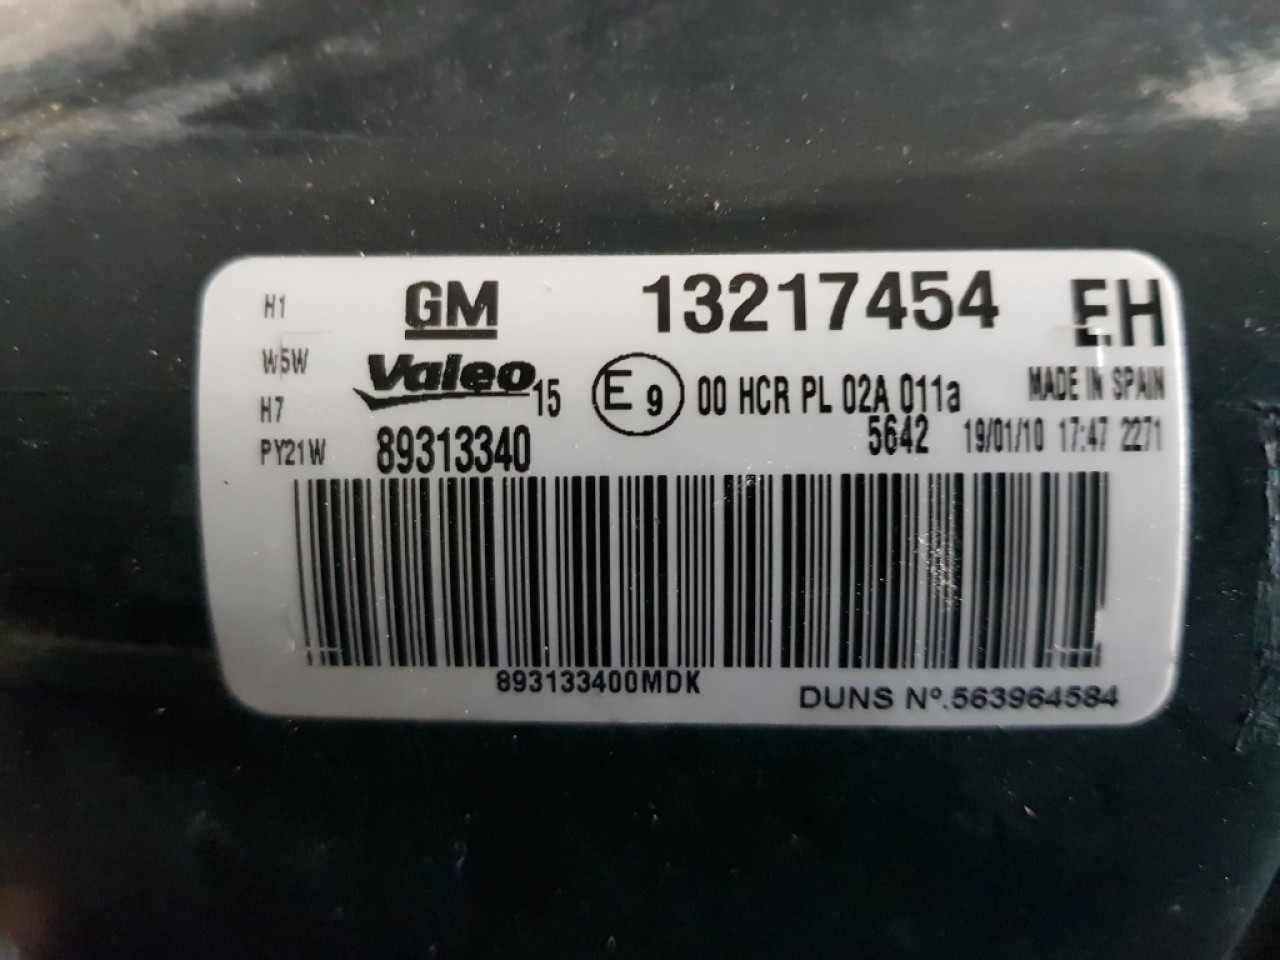 H1 GM 13217454 EH
W5W Valeo 15 E9 00 HCR PL 02A 011a MADE IN SPAIN
H7
PY21W 89313340 5642 19/01/10 17:47 2271
893133400MDK
DUNS Nº.563964584